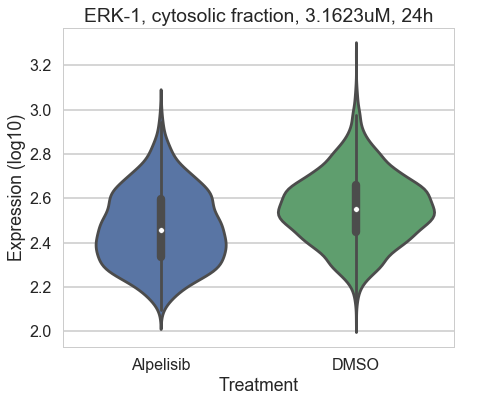 ERK-1, cytosolic fraction, 3.1623uM, 24h
3.2
3.0
2.8
2.6
2.4
2.2
2.0
Expression (log10)
Alpelisib
DMSO
Treatment